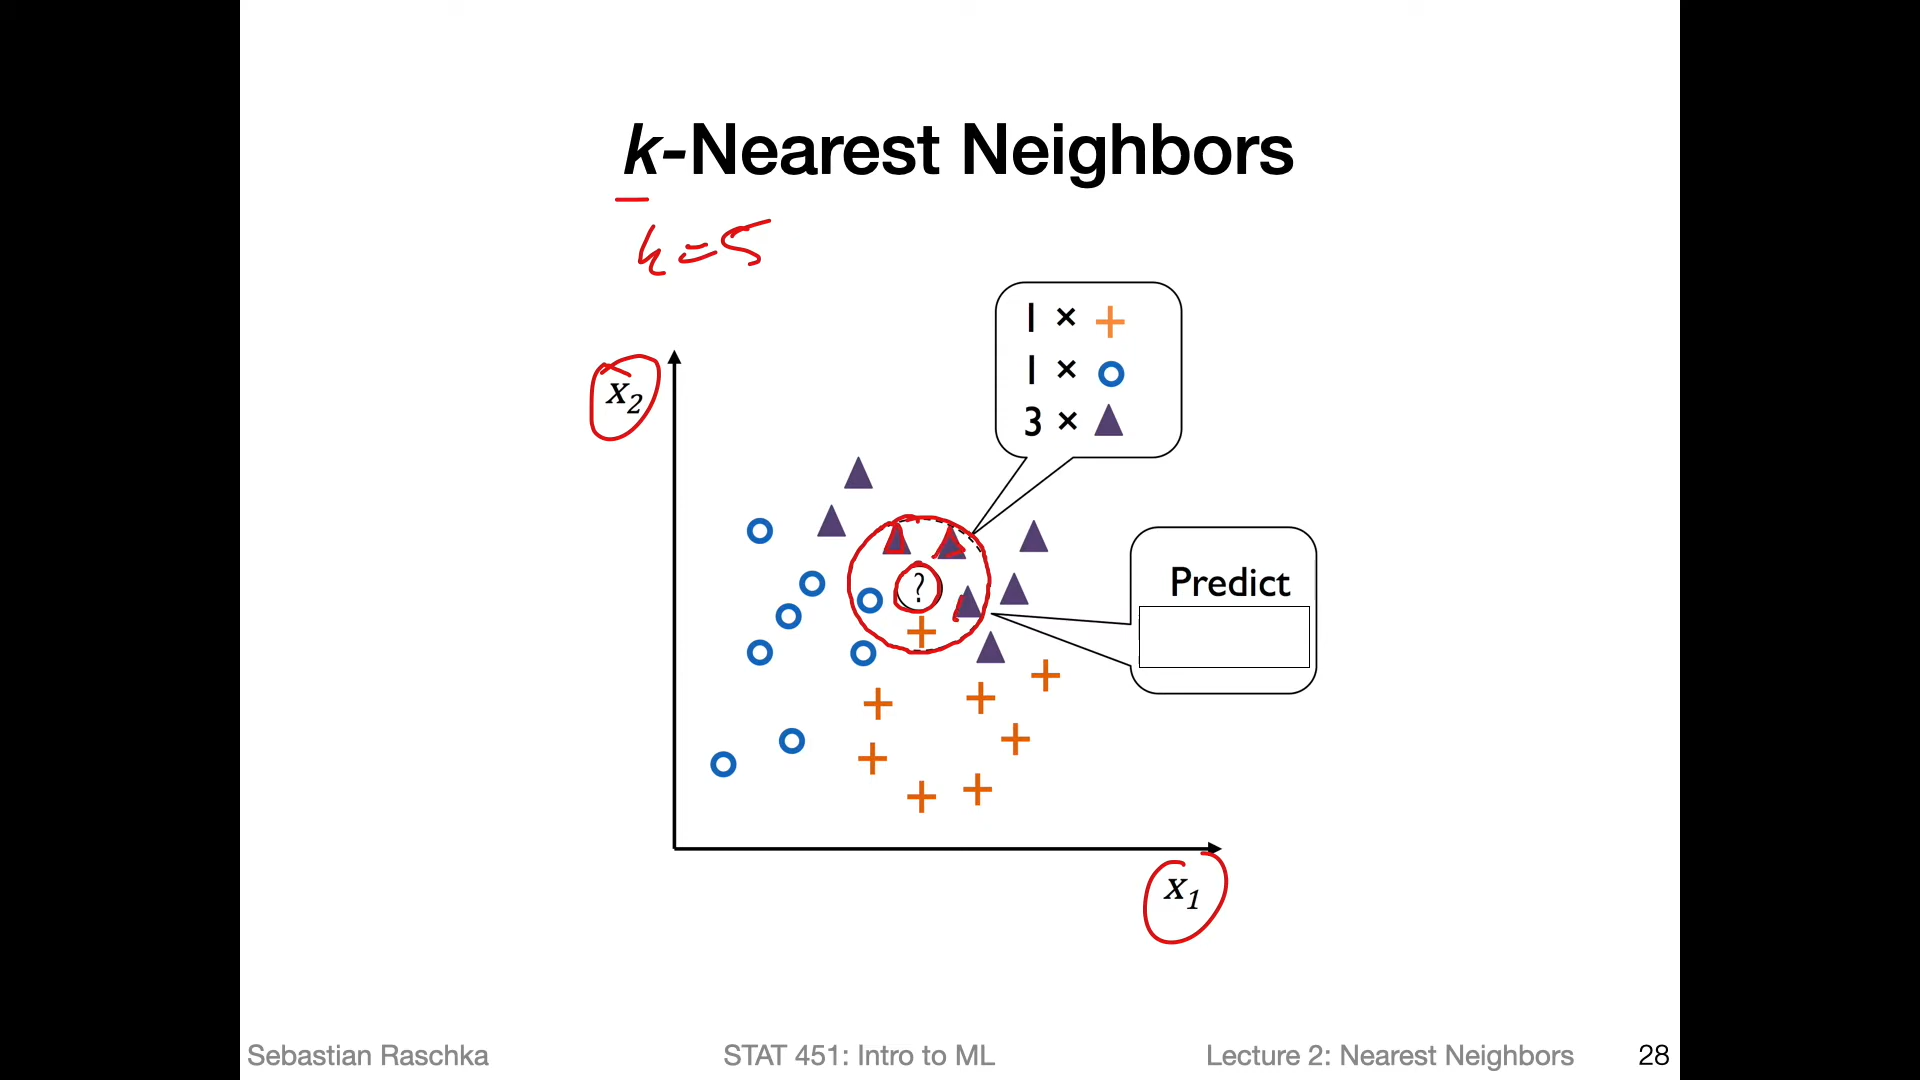 k-Nearest Neighbors
k=5
1 ×
1 ×
3 ×
x2
?
Predict
x1
Sebastian Raschka STAT 451: Intro to ML Lecture 2: Nearest Neighbors 28